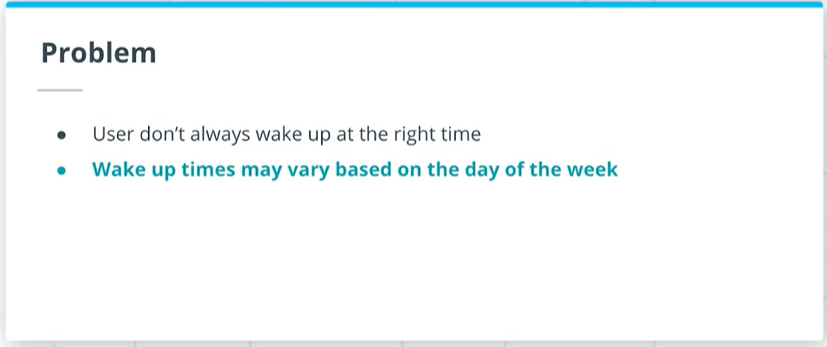 Problem
● User don't always wake up at the right time
● Wake up times may vary based on the day of the week